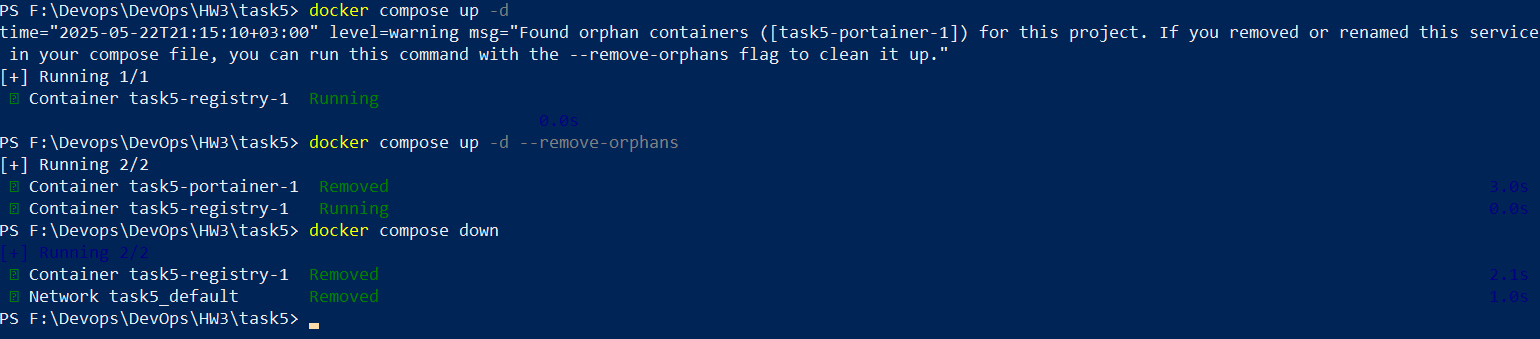 PS F:\Devops\DevOps\HW3\task5> docker compose up -d
time="2025-05-22T21:15:10+03:00" level=warning msg="Found orphan containers ([task5-portainer-1]) for this project. If you removed or renamed this service
in your compose file, you can run this command with the --remove-orphans flag to clean it up."
[+] Running 1/1
Container task5-registry-1 Running
0.0s
PS F:\Devops\DevOps\HW3\task5> docker compose up -d --remove-orphans
[+] Running 2/2
Container task5-portainer-1 Removed 3.0s
Container task5-registry-1 Running 0.0s
PS F:\Devops\DevOps\HW3\task5> docker compose down
[+] Running 2/2
Container task5-registry-1 Removed 2.1s
Network task5_default Removed 1.0s
PS F:\Devops\DevOps\HW3\task5>